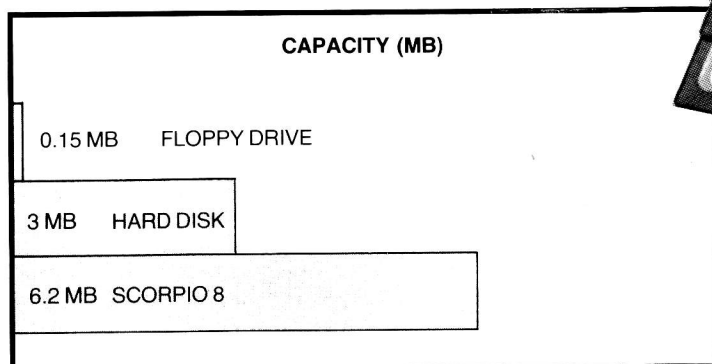 CAPACITY (MB)
0.15 MB FLOPPY DRIVE
3 MB HARD DISK
6.2 MB SCORPIO 8